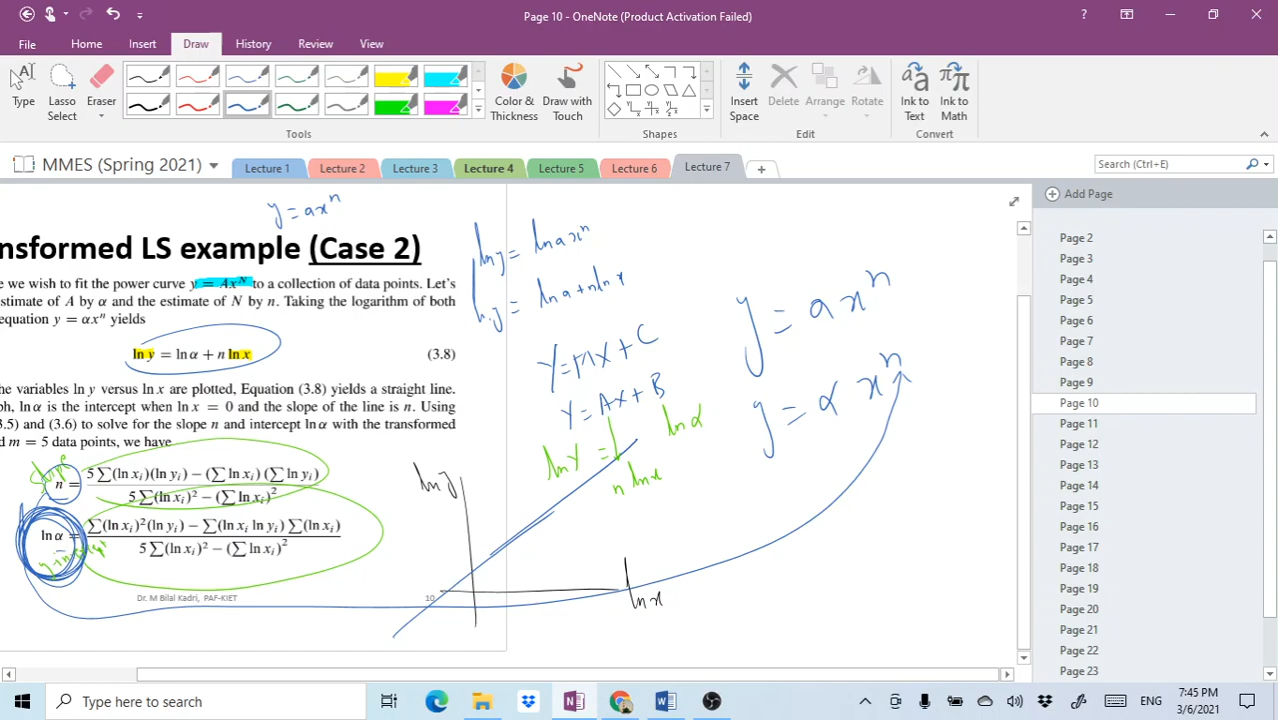 Page 10 - OneNote (Product Activation Failed)
File Home Insert Draw History Review View
Type Lasso Select Eraser Color & Thickness Draw with Touch Insert Space Delete Arrange Rotate Ink to Text Ink to Math
Tools Shapes Edit Convert
MMES (Spring 2021) Lecture 1 Lecture 2 Lecture 3 Lecture 4 Lecture 5 Lecture 6 Lecture 7 Search (Ctrl+E)
Add Page
y = ax^n
nsformed LS example (Case 2)
e we wish to fit the power curve y = Ax^N to a collection of data points. Let's
stimate of A by α and the estimate of N by n. Taking the logarithm of both
equation y = αx^n yields
ln y = ln α + n ln x (3.8)
he variables ln y versus ln x are plotted, Equation (3.8) yields a straight line.
ph, ln α is the intercept when ln x = 0 and the slope of the line is n. Using
3.5) and (3.6) to solve for the slope n and intercept ln α with the transformed
d m = 5 data points, we have
slope
n = 5 ∑(ln x_i)(ln y_i) − (∑ ln x_i) (∑ ln y_i)
5 ∑(ln x_i)² − (∑ ln x_i)²
ln α = ∑(ln x_i)²(ln y_i) − ∑(ln x_i ln y_i) ∑(ln x_i)
5 ∑(ln x_i)² − (∑ ln x_i)²
y-intercept
Dr. M Bilal Kadri, PAF-KIET 10
ln y = ln ax^n
ln y = ln a + n ln x
Y = MX + C
Y = AX + B
ln Y = n ln x
ln α
ln y
ln x
y = ax^n
y = αx^n
Page 2
Page 3
Page 4
Page 5
Page 6
Page 7
Page 8
Page 9
Page 10
Page 11
Page 12
Page 13
Page 14
Page 15
Page 16
Page 17
Page 18
Page 19
Page 20
Page 21
Page 22
Page 23
Type here to search
ENG
7:45 PM
3/6/2021